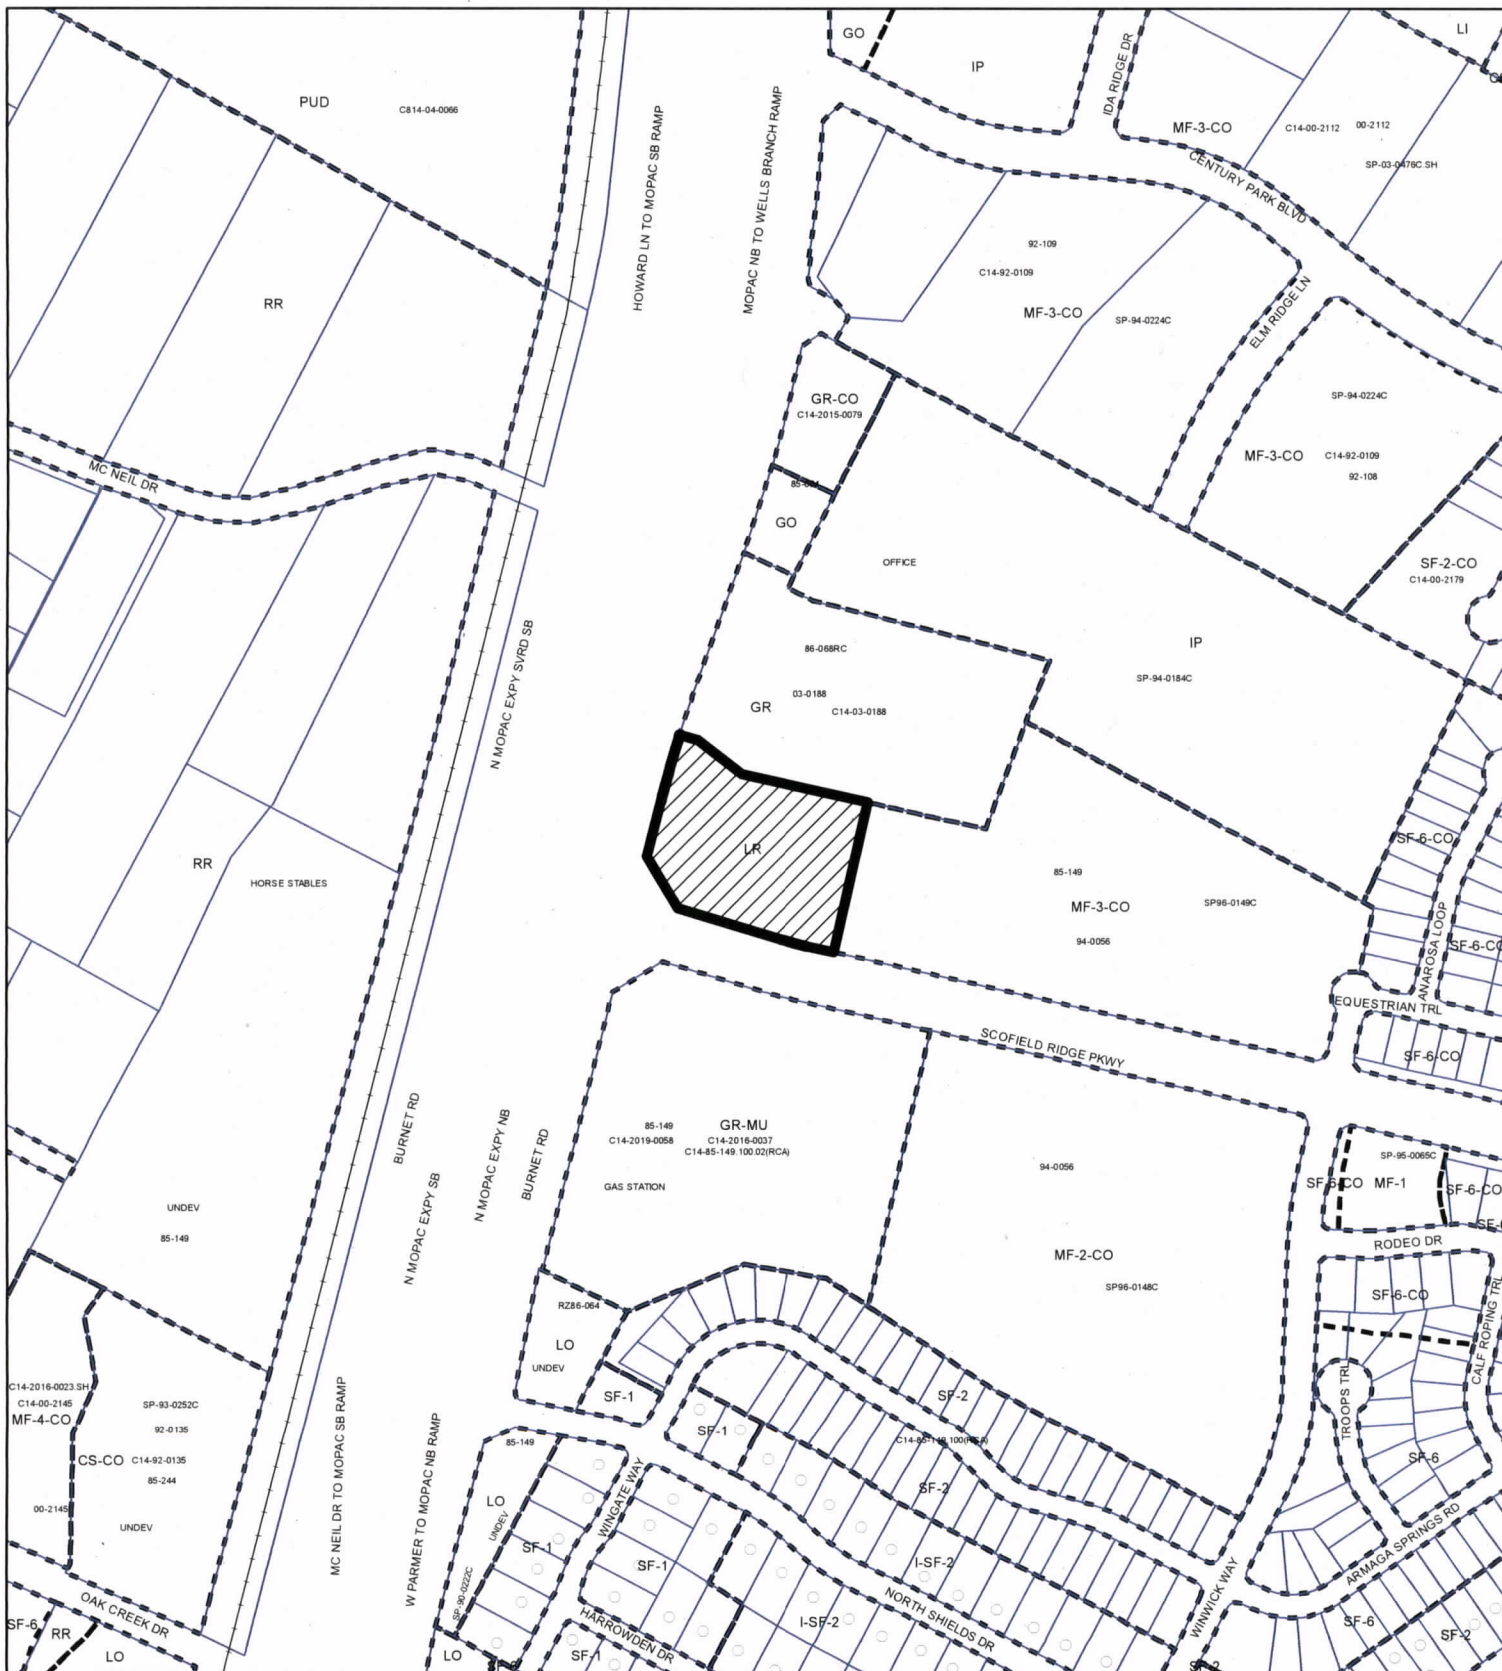 GO
LI
IP
PUD
C814-04-0066
IDA RIDGE DR
MF-3-CO
C14-00-2112
00-2112
SP-03-0476C.SH
CENTURY PARK BLVD
HOWARD LN TO MOPAC SB RAMP
MOPAC NB TO WELLS BRANCH RAMP
92-109
C14-92-0109
MF-3-CO
SP-94-0224C
ELM RIDGE LN
RR
GR-CO
C14-2015-0079
SP-94-0224C
MF-3-CO
C14-92-0109
92-108
MC NEIL DR
GO
OFFICE
SF-2-CO
C14-00-2179
N MOPAC EXPY SVRD SB
86-068RC
IP
SP-94-0184C
03-0188
GR
C14-03-0188
LR
SF-6-CO
RR
HORSE STABLES
85-149
MF-3-CO
SP96-0149C
94-0056
ANAROSA LOOP
SF-6-CO
EQUESTRIAN TRL
SCOFIELD RIDGE PKWY
SF-6-CO
BURNET RD
N MOPAC EXPY NB
BURNET RD
N MOPAC EXPY SB
85-149
GR-MU
C14-2019-0058
C14-2016-0037
C14-85-149.100.02(RCA)
GAS STATION
94-0056
SP-95-0065C
SF-6-CO
MF-1
SF-6-CO
RODEO DR
UNDEV
85-149
MF-2-CO
SP96-0148C
SF-6-CO
CALF ROPING TRL
RZ86-064
LO
UNDEV
SF-1
SF-2
TROOPS TRL
C14-2016-0023.SH
C14-00-2145
MF-4-CO
SP-93-0252C
92-0135
CS-CO
C14-92-0135
85-244
00-2145
UNDEV
MC NEIL DR TO MOPAC SB RAMP
W PARMER TO MOPAC NB RAMP
85-149
SF-1
C14-85-149.100(RCA)
SF-6
LO
UNDEV
WINGATE WAY
SF-2
SF-1
SF-1
I-SF-2
ARMAGA SPRINGS RD
SP-90-0222C
OAK CREEK DR
SF-6
RR
LO
LO
HARROWDEN DR
SF-1
I-SF-2
NORTH SHIELDS DR
WINWICK WAY
SF-6
SF-2